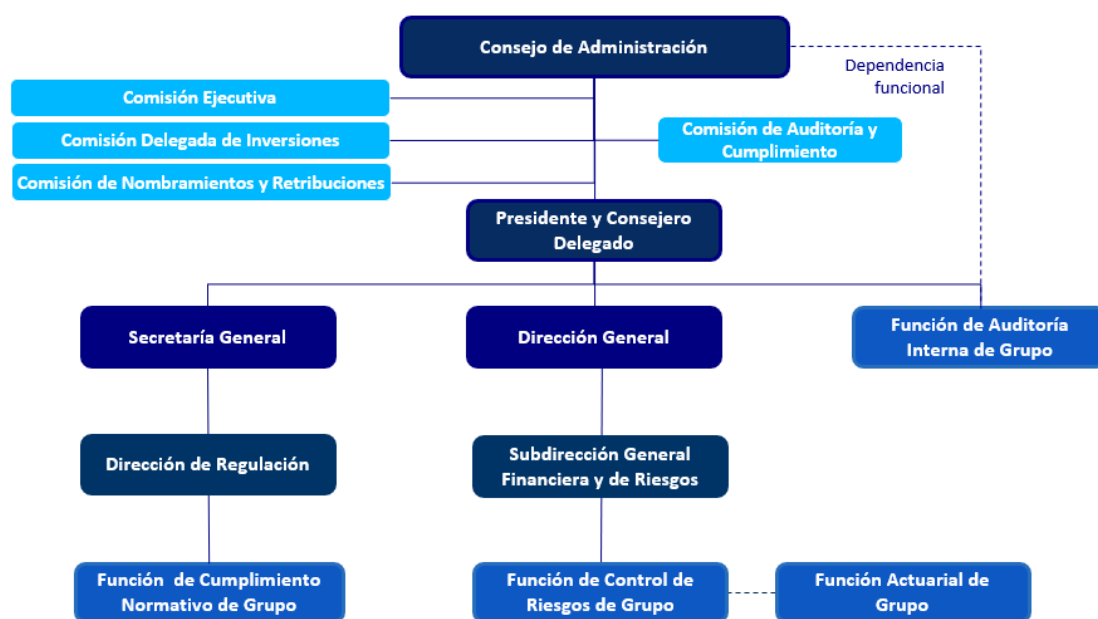 Consejo de Administración
Dependencia
funcional
Comisión Ejecutiva
Comisión Delegada de Inversiones
Comisión de Auditoría y
Cumplimiento
Comisión de Nombramientos y Retribuciones
Presidente y Consejero
Delegado
Secretaría General
Dirección General
Función de Auditoría
Interna de Grupo
Dirección de Regulación
Subdirección General
Financiera y de Riesgos
Función de Cumplimiento
Normativo de Grupo
Función de Control de
Riesgos de Grupo
Función Actuarial de
Grupo